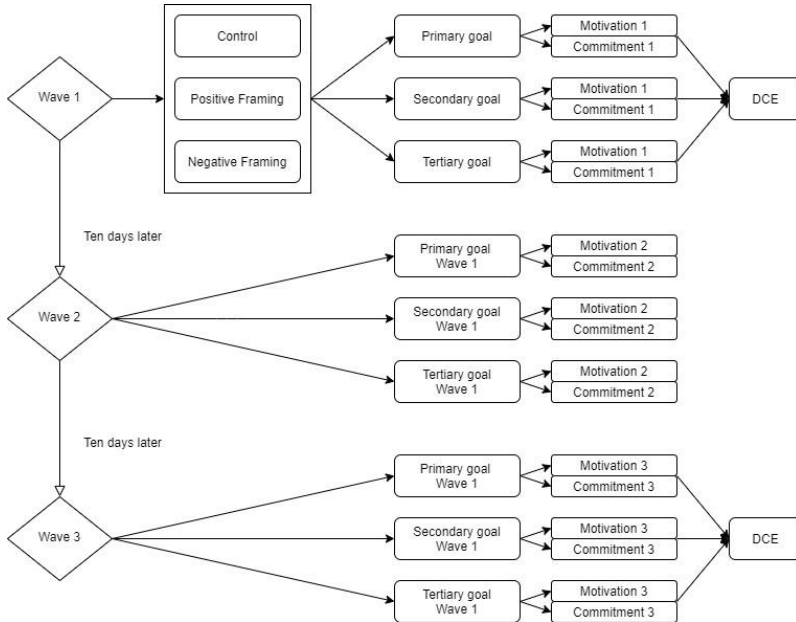 Control
Primary goal
Motivation 1
Commitment 1
Wave 1
Positive Framing
Secondary goal
Motivation 1
Commitment 1
DCE
Negative Framing
Tertiary goal
Motivation 1
Commitment 1
Ten days later
Primary goal
Wave 1
Motivation 2
Commitment 2
Wave 2
Secondary goal
Wave 1
Motivation 2
Commitment 2
Tertiary goal
Wave 1
Motivation 2
Commitment 2
Ten days later
Primary goal
Wave 1
Motivation 3
Commitment 3
Wave 3
Secondary goal
Wave 1
Motivation 3
Commitment 3
DCE
Tertiary goal
Wave 1
Motivation 3
Commitment 3